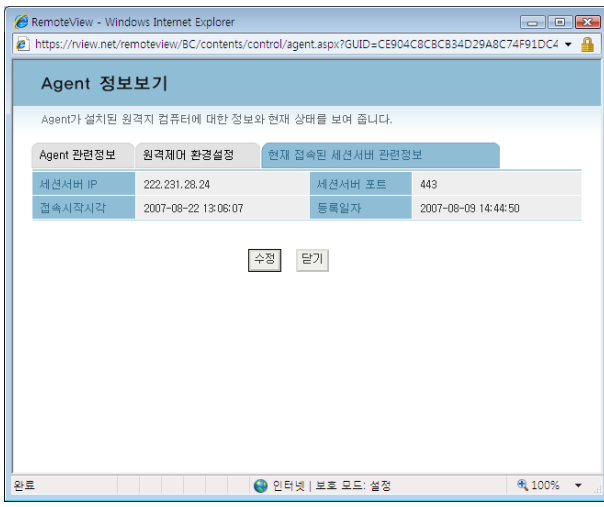 RemoteView - Windows Internet Explorer
https://rview.net/remoteview/BC/contents/control/agent.aspx?GUID=CE904C8CBCB34D29A8C74F91DC4
Agent 정보보기
Agent가 설치된 원격지 컴퓨터에 대한 정보와 현재 상태를 보여 줍니다.
Agent 관련정보 원격제어 환경설정 현재 접속된 세션서버 관련정보
세션서버 IP 222.231.28.24 세션서버 포트 443
접속시작시각 2007-08-22 13:06:07 등록일자 2007-08-09 14:44:50
수정 닫기
완료 인터넷 | 보호 모드: 설정 100%